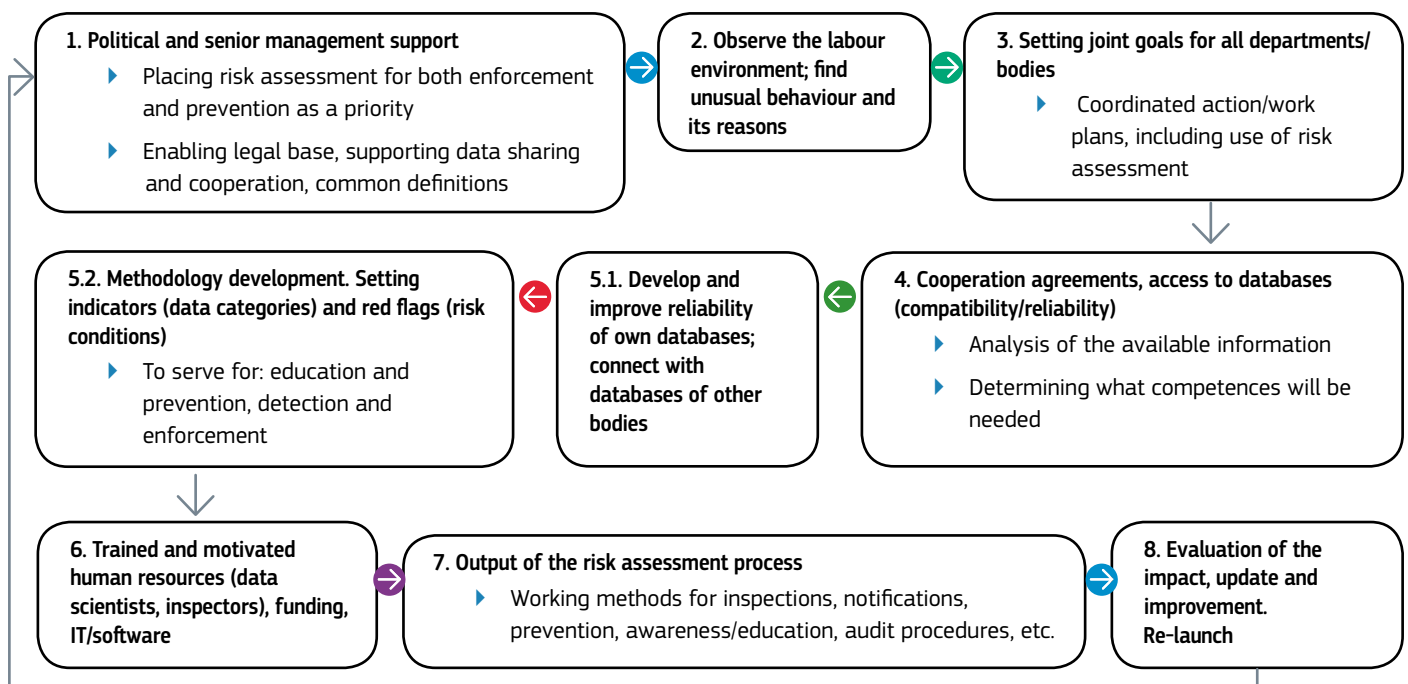 1. Political and senior management support
Placing risk assessment for both enforcement
and prevention as a priority
Enabling legal base, supporting data sharing
and cooperation, common definitions
2. Observe the labour
environment; find
unusual behaviour and
its reasons
3. Setting joint goals for all departments/
bodies
Coordinated action/work
plans, including use of risk
assessment
4. Cooperation agreements, access to databases
(compatibility/reliability)
Analysis of the available information
Determining what competences will be
needed
5.1. Develop and
improve reliability
of own databases;
connect with
databases of other
bodies
5.2. Methodology development. Setting
indicators (data categories) and red flags (risk
conditions)
To serve for: education and
prevention, detection and
enforcement
6. Trained and motivated
human resources (data
scientists, inspectors), funding,
IT/software
7. Output of the risk assessment process
Working methods for inspections, notifications,
prevention, awareness/education, audit procedures, etc.
8. Evaluation of the
impact, update and
improvement.
Re-launch